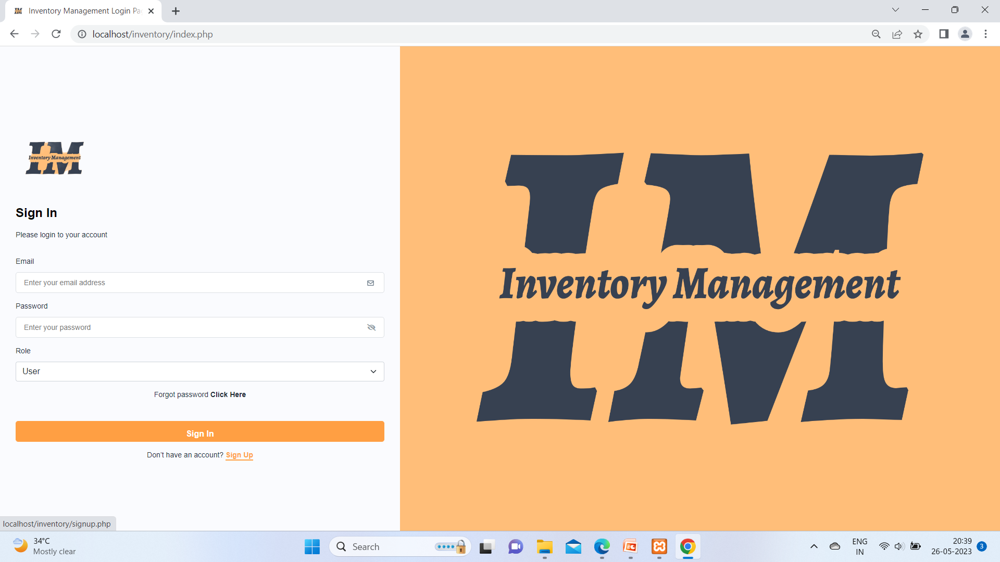 Inventory Management Login Pa
localhost/inventory/index.php
IM
Inventory Management
Sign In
Please login to your account
Email
Enter your email address
Password
Enter your password
Role
User
Forgot password Click Here
Sign In
Don't have an account? Sign Up
IM
Inventory Management
localhost/inventory/signup.php
34°C
Mostly clear
Search
ENG
IN
20:39
26-05-2023
3